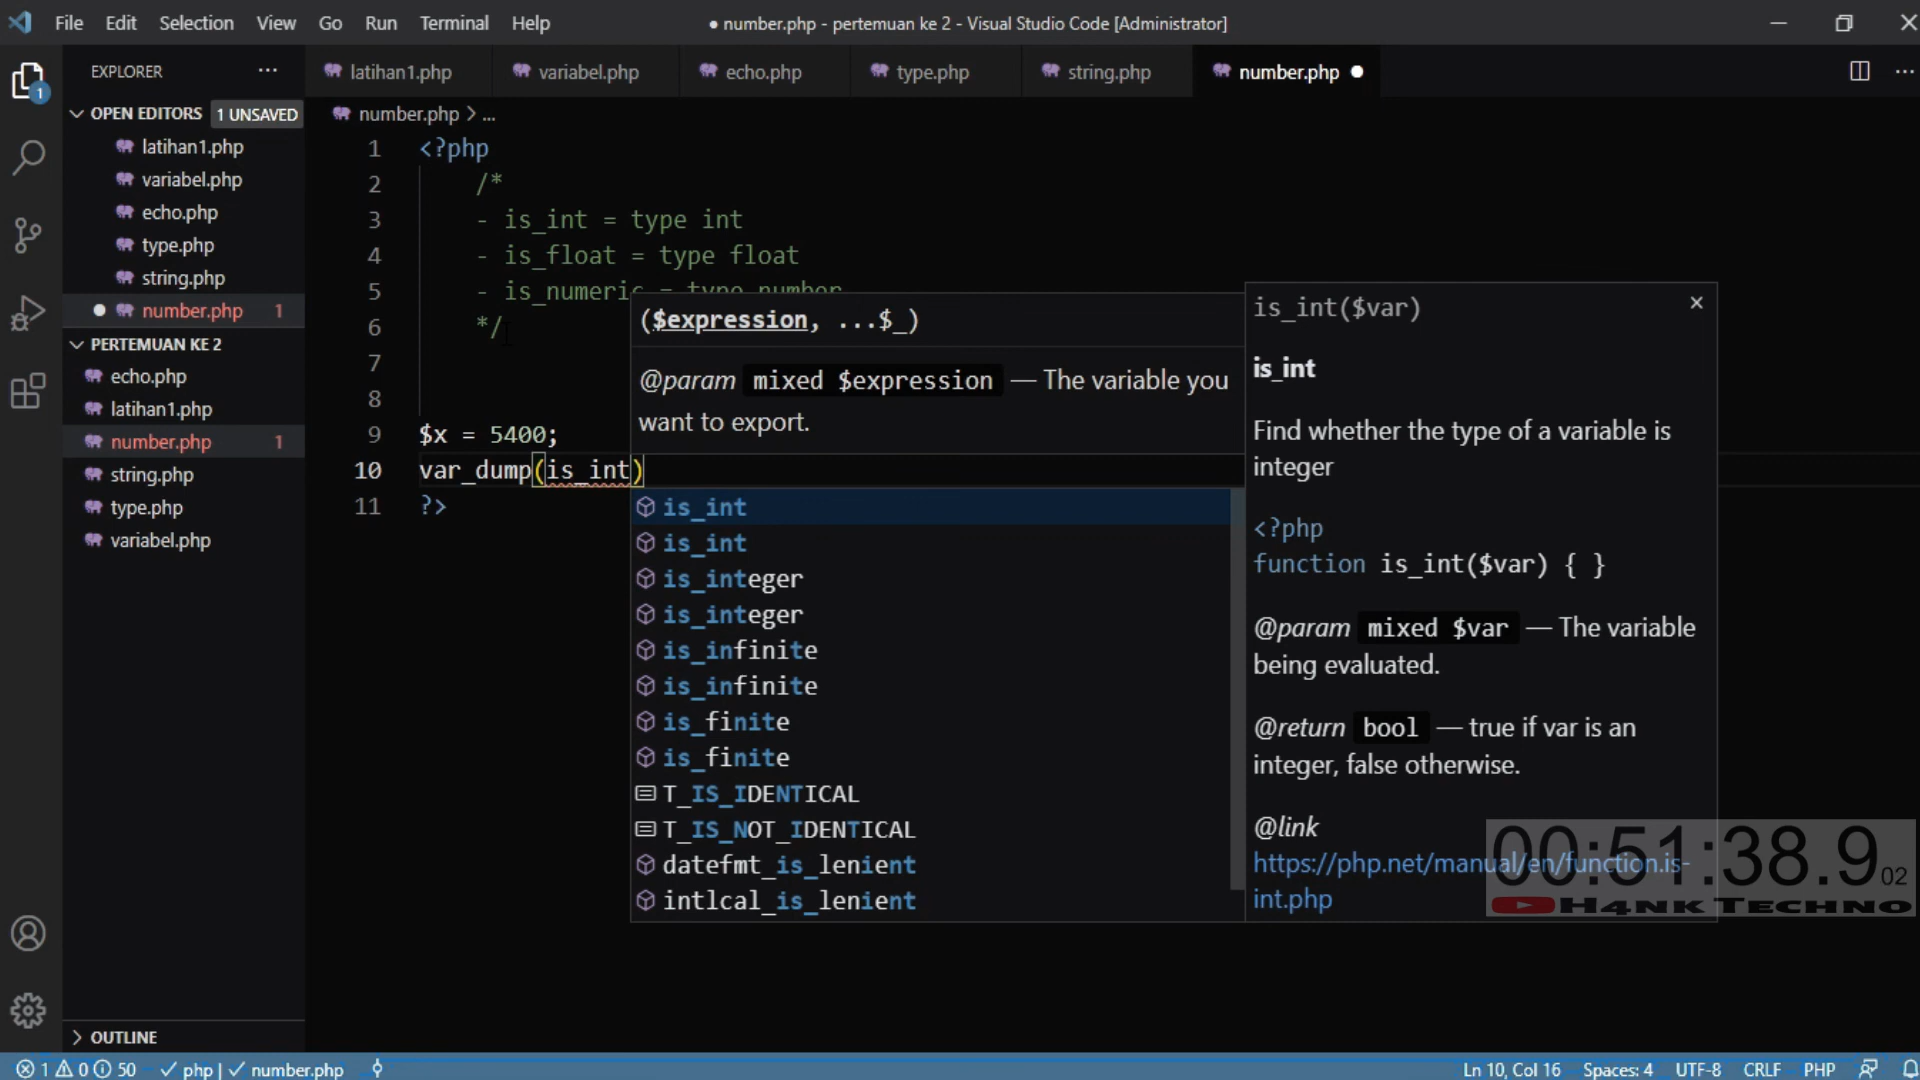 File Edit Selection View Go Run Terminal Help
● number.php - pertemuan ke 2 - Visual Studio Code [Administrator]
EXPLORER
OPEN EDITORS 1 UNSAVED
latihan1.php
variabel.php
echo.php
type.php
string.php
number.php 1
PERTEMUAN KE 2
echo.php
latihan1.php
number.php 1
string.php
type.php
variabel.php
OUTLINE
1
latihan1.php variabel.php echo.php type.php string.php number.php
number.php > ...
1 <?php
2 /*
3 - is_int = type int
4 - is_float = type float
5 - is_numeric = type number
6 */
7
8
9 $x = 5400;
10 var_dump(is_int)
11 ?>
($expression, ...$_)
@param mixed $expression — The variable you
want to export.
is_int
is_int
is_integer
is_integer
is_infinite
is_infinite
is_finite
is_finite
T_IS_IDENTICAL
T_IS_NOT_IDENTICAL
datefmt_is_lenient
intlcal_is_lenient
is_int($var)
is_int
Find whether the type of a variable is
integer
<?php
function is_int($var) { }
@param mixed $var — The variable
being evaluated.
@return bool — true if var is an
integer, false otherwise.
@link
https://php.net/manual/en/function.is-
int.php
00:51:38.9 02
H4NK TECHNO
1 0 50 php | number.php
Ln 10, Col 16 Spaces: 4 UTF-8 CRLF PHP